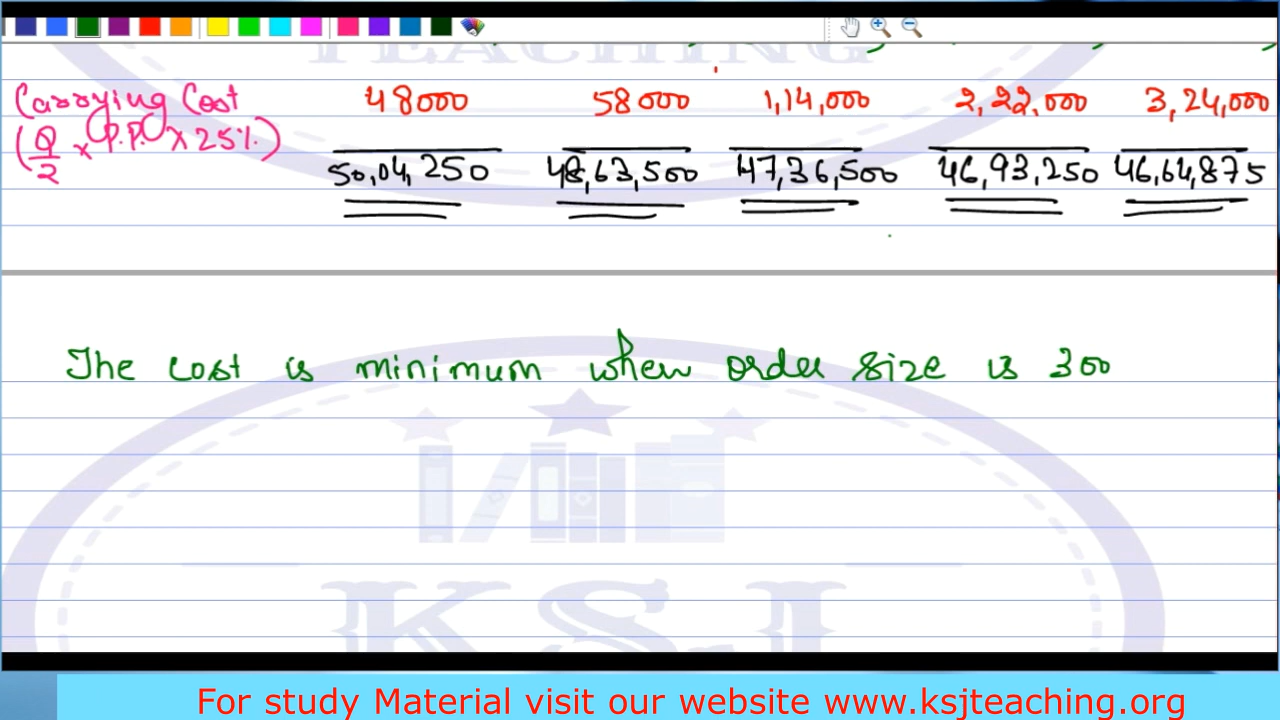 TEACHING
Carrying Cost 48000 58000 1,14,000 2,22,000 3,24,000
(Q/2 x P.P. x 25%)
50,04,250 48,63,500 47,36,500 46,93,250 46,64,875
The cost is minimum when order size is 300
KSJ
For study Material visit our website www.ksjteaching.org